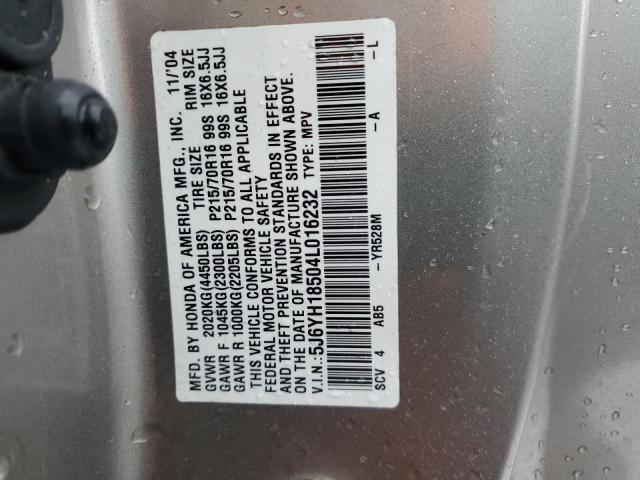 MFD. BY HONDA OF AMERICA MFG., INC. 11/'04
TIRE SIZE RIM SIZE
GVWR 2020KG(4450LBS) P215/70R16 99S 16X6.5JJ
GAWR F 1045KG(2300LBS) P215/70R16 99S 16X6.5JJ
GAWR R 1000KG(2205LBS)
THIS VEHICLE CONFORMS TO ALL APPLICABLE
FEDERAL MOTOR VEHICLE SAFETY
AND THEFT PREVENTION STANDARDS IN EFFECT
ON THE DATE OF MANUFACTURE SHOWN ABOVE.
V.I.N.:5J6YH18504L016232 TYPE: MPV
SCV 4 AB5 -YR528M -A -L